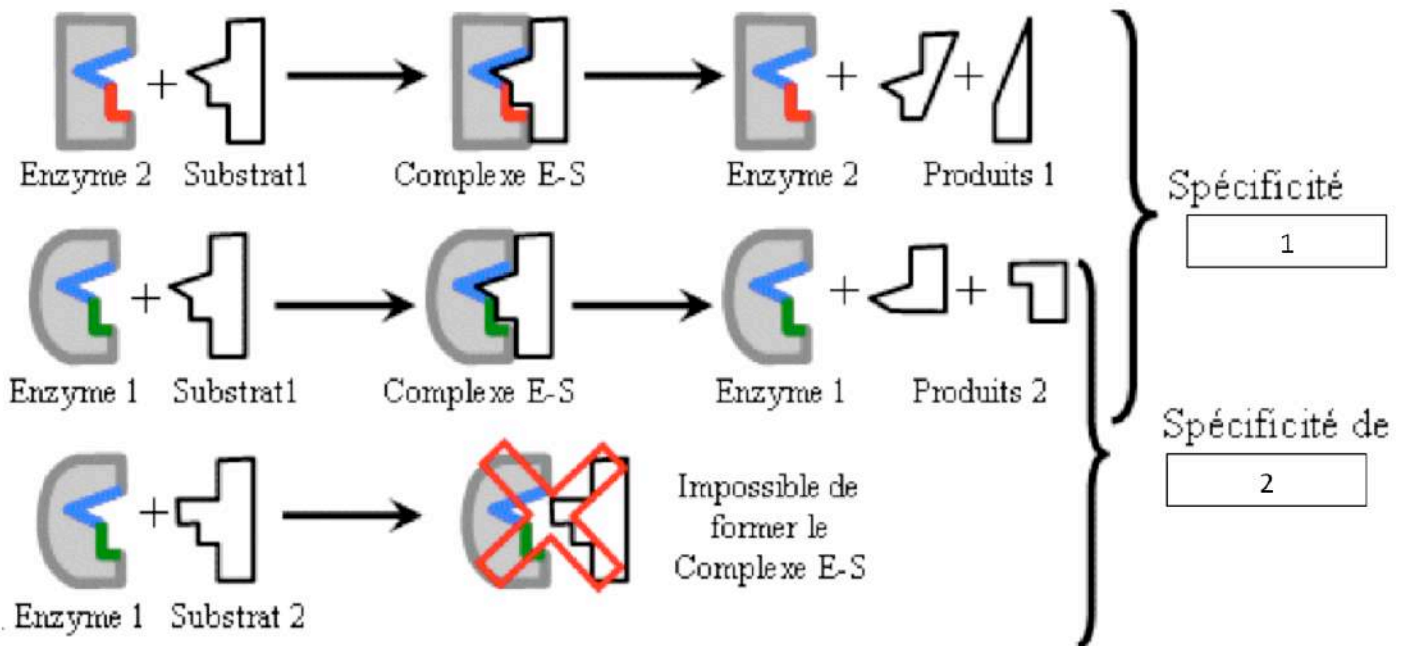 + + +
Enzyme 2 Substrat1 Complexe E-S Enzyme 2 Produits 1
Spécificité
1
+ + +
Enzyme 1 Substrat1 Complexe E-S Enzyme 1 Produits 2
Spécificité de
2
+
Impossible de
former le
Complexe E-S
. Enzyme 1 Substrat 2